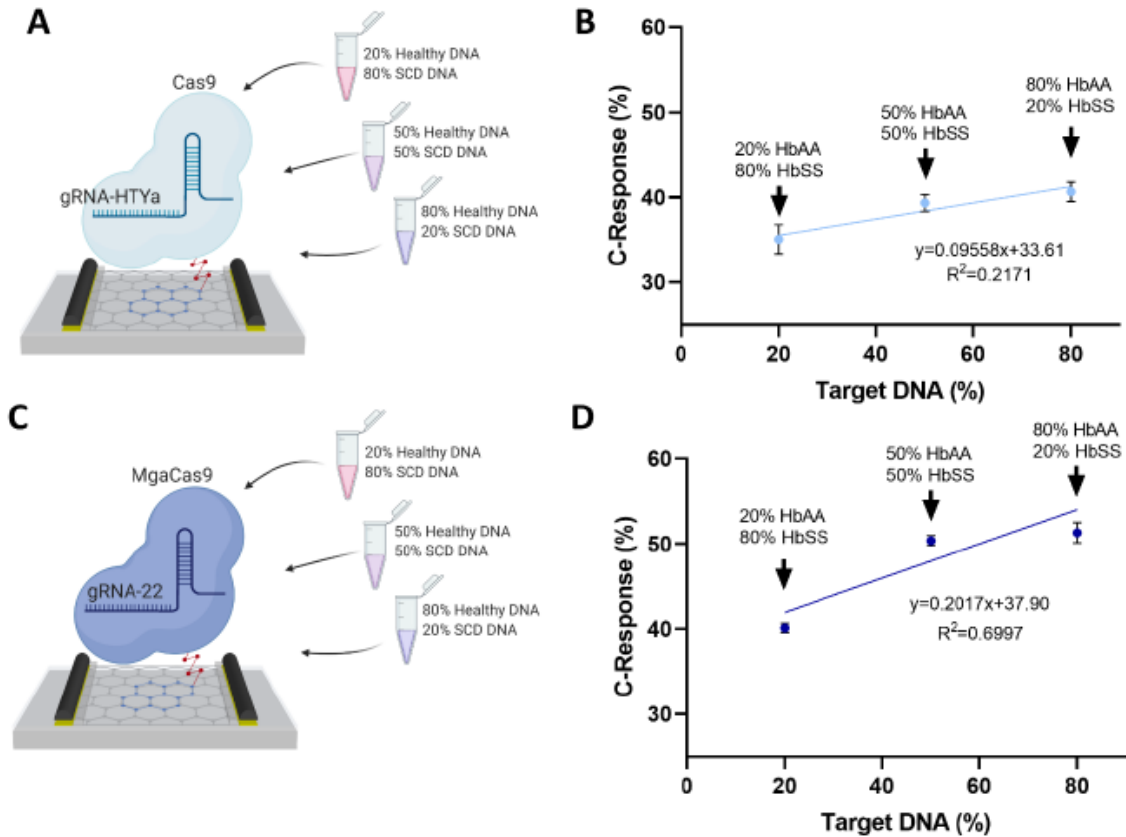 A
Cas9
gRNA-HTYa
20% Healthy DNA
80% SCD DNA
50% Healthy DNA
50% SCD DNA
80% Healthy DNA
20% SCD DNA
B
C-Response (%)
60
50
40
30
20% HbAA
80% HbSS
50% HbAA
50% HbSS
80% HbAA
20% HbSS
y=0.09558x+33.61
R²=0.2171
0
20
40
60
80
Target DNA (%)
C
MgaCas9
gRNA-22
20% Healthy DNA
80% SCD DNA
50% Healthy DNA
50% SCD DNA
80% Healthy DNA
20% SCD DNA
D
C-Response (%)
60
50
40
30
20% HbAA
80% HbSS
50% HbAA
50% HbSS
80% HbAA
20% HbSS
y=0.2017x+37.90
R²=0.6997
0
20
40
60
80
Target DNA (%)